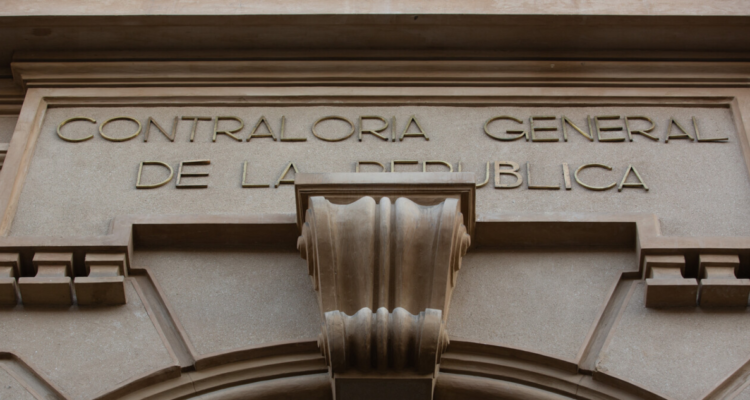 CONTRALORIA GENERAL
DE LA REPUBLICA